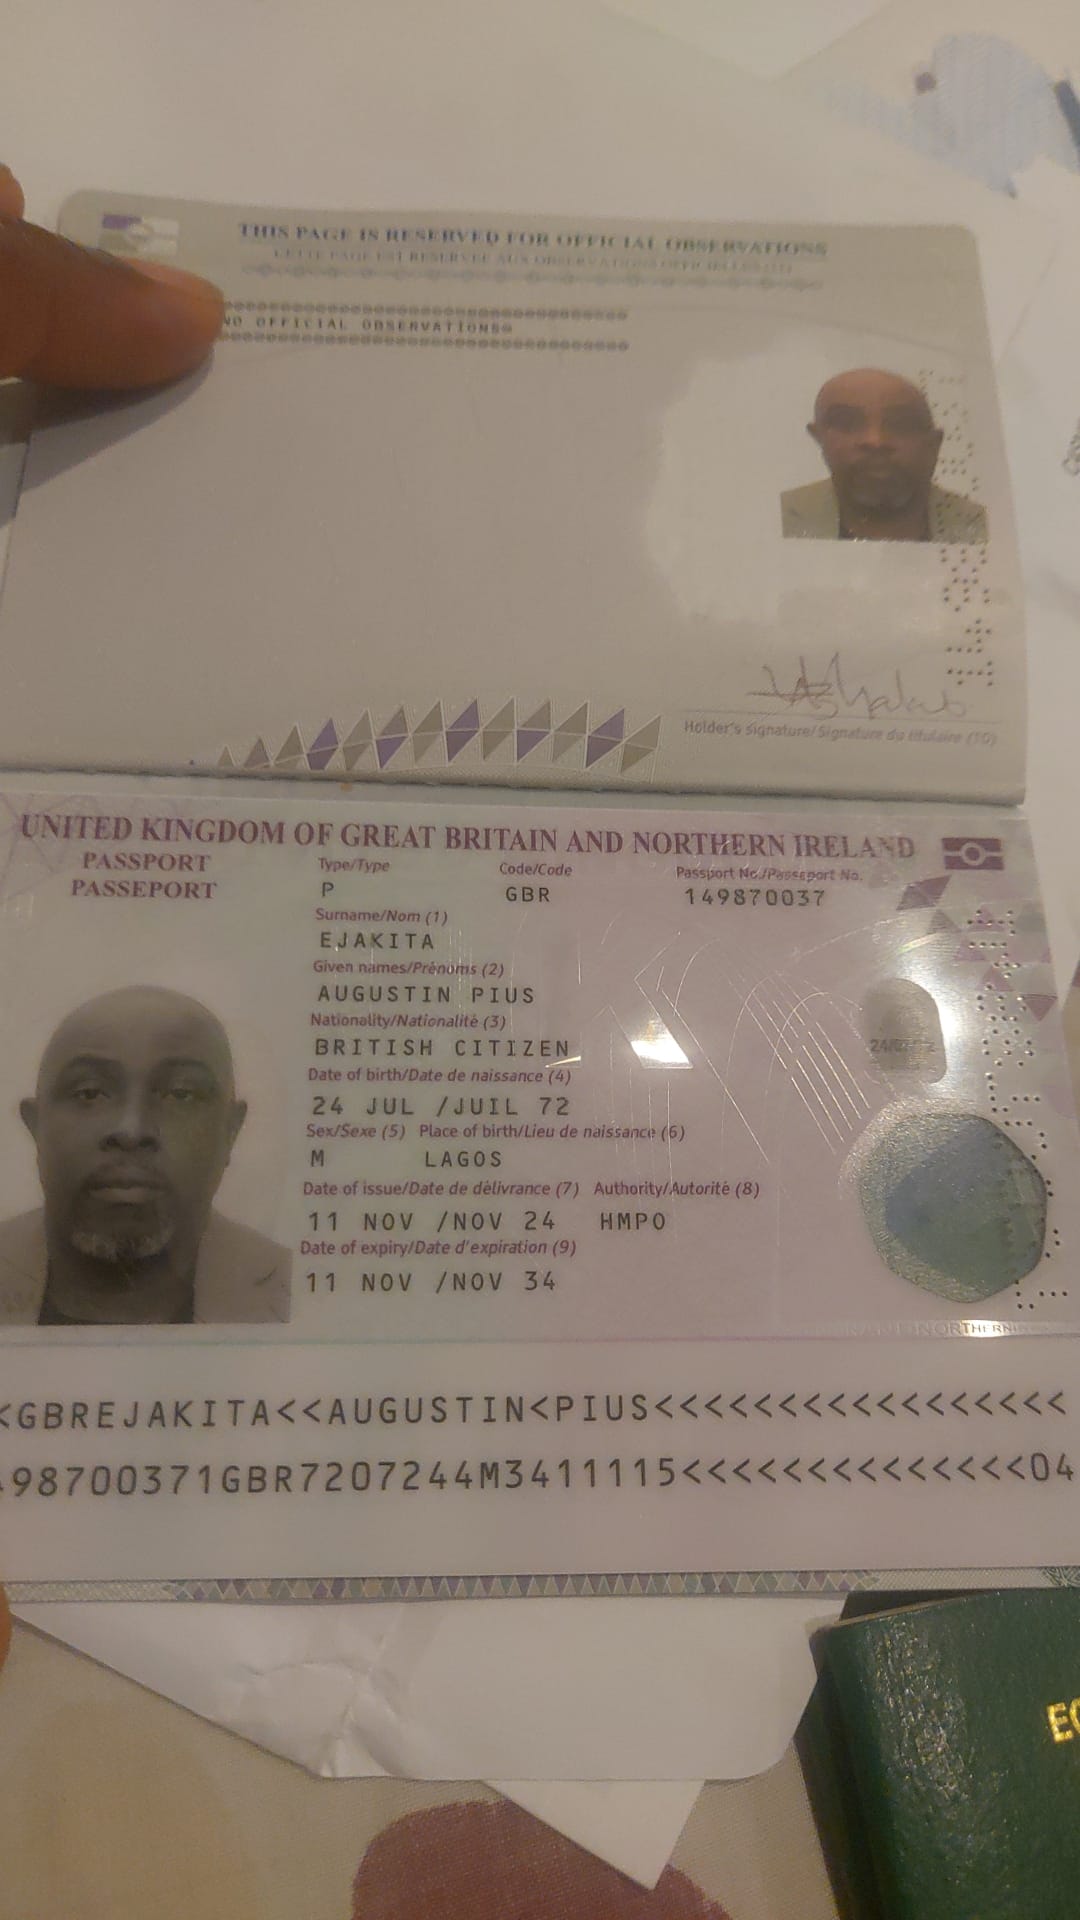 THIS PAGE IS RESERVED FOR OFFICIAL OBSERVATIONS
CETTE PAGE EST RESERVEE AUX OBSERVATIONS OFFICIELLES (11)
NO OFFICIAL OBSERVATIONS
Holder's signature/Signature du titulaire (10)
UNITED KINGDOM OF GREAT BRITAIN AND NORTHERN IRELAND
PASSPORT
PASSEPORT
Type/Type Code/Code Passport No./Passeport No.
P GBR 149870037
Surname/Nom (1)
EJAKITA
Given names/Prénoms (2)
AUGUSTIN PIUS
Nationality/Nationalité (3)
BRITISH CITIZEN
Date of birth/Date de naissance (4)
24 JUL /JUIL 72
Sex/Sexe (5) Place of birth/Lieu de naissance (6)
M LAGOS
Date of issue/Date de délivrance (7) Authority/Autorité (8)
11 NOV /NOV 24 HMPO
Date of expiry/Date d'expiration (9)
11 NOV /NOV 34
<GBREJAKITA<<AUGUSTIN<PIUS<<<<<<<<<<<<<<<<<
98700371GBR7207244M3411115<<<<<<<<<<<<<<04